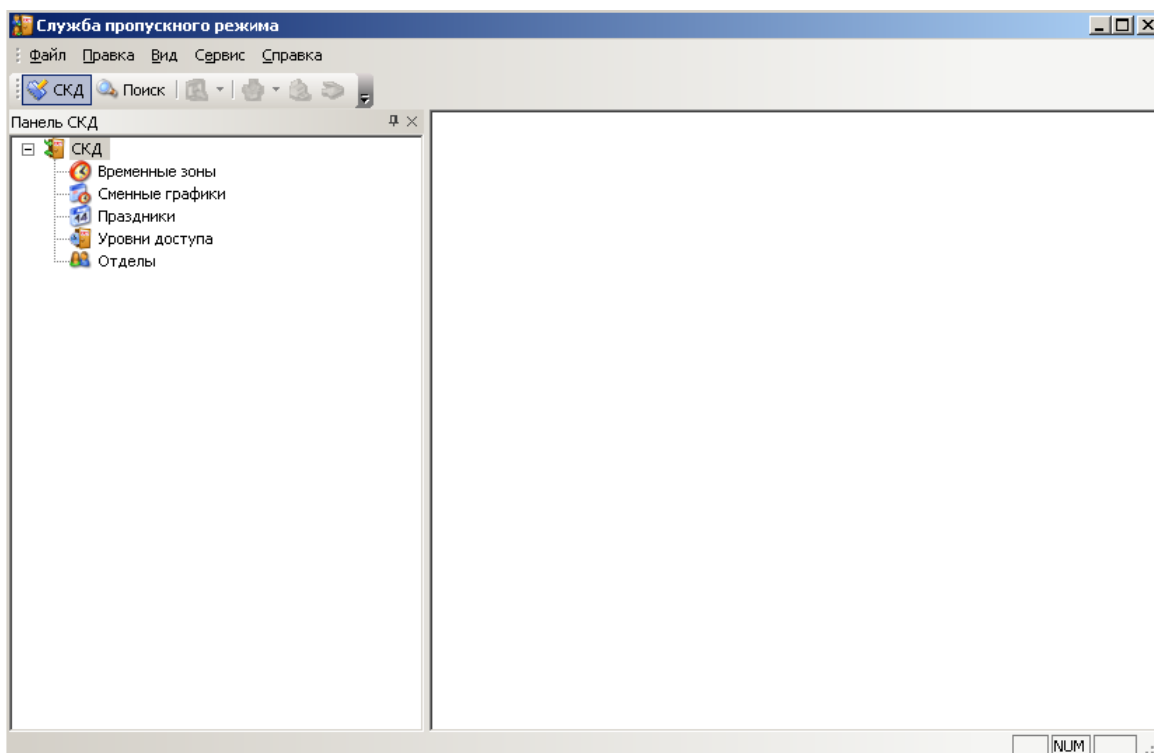 Служба пропускного режима
Файл Правка Вид Сервис Справка
СКД Поиск
Панель СКД
СКД
Временные зоны
Сменные графики
Праздники
Уровни доступа
Отделы
NUM